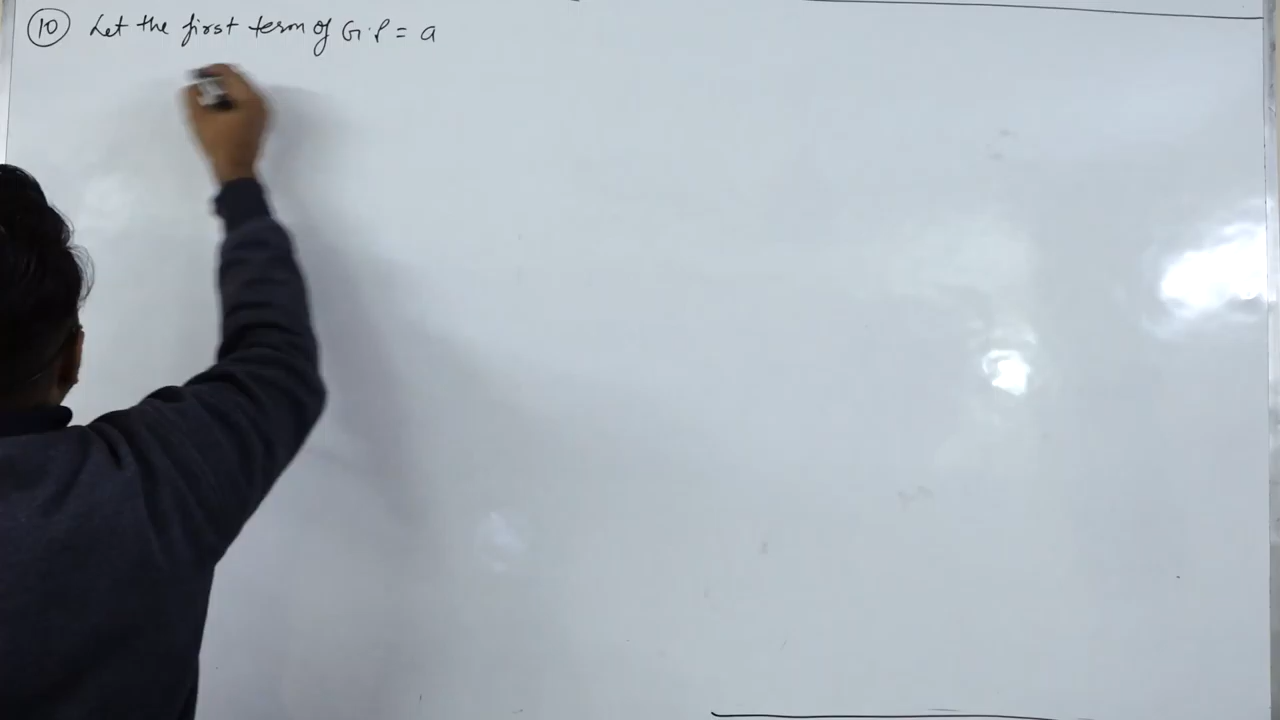 10 Let the first term of G.P = a